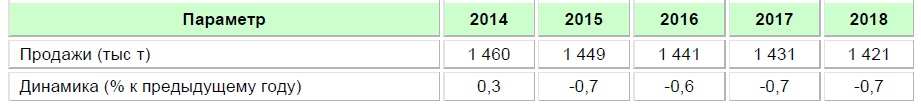 Параметр 2014 2015 2016 2017 2018
Продажи (тыс т) 1 460 1 449 1 441 1 431 1 421
Динамика (% к предыдущему году) 0,3 -0,7 -0,6 -0,7 -0,7